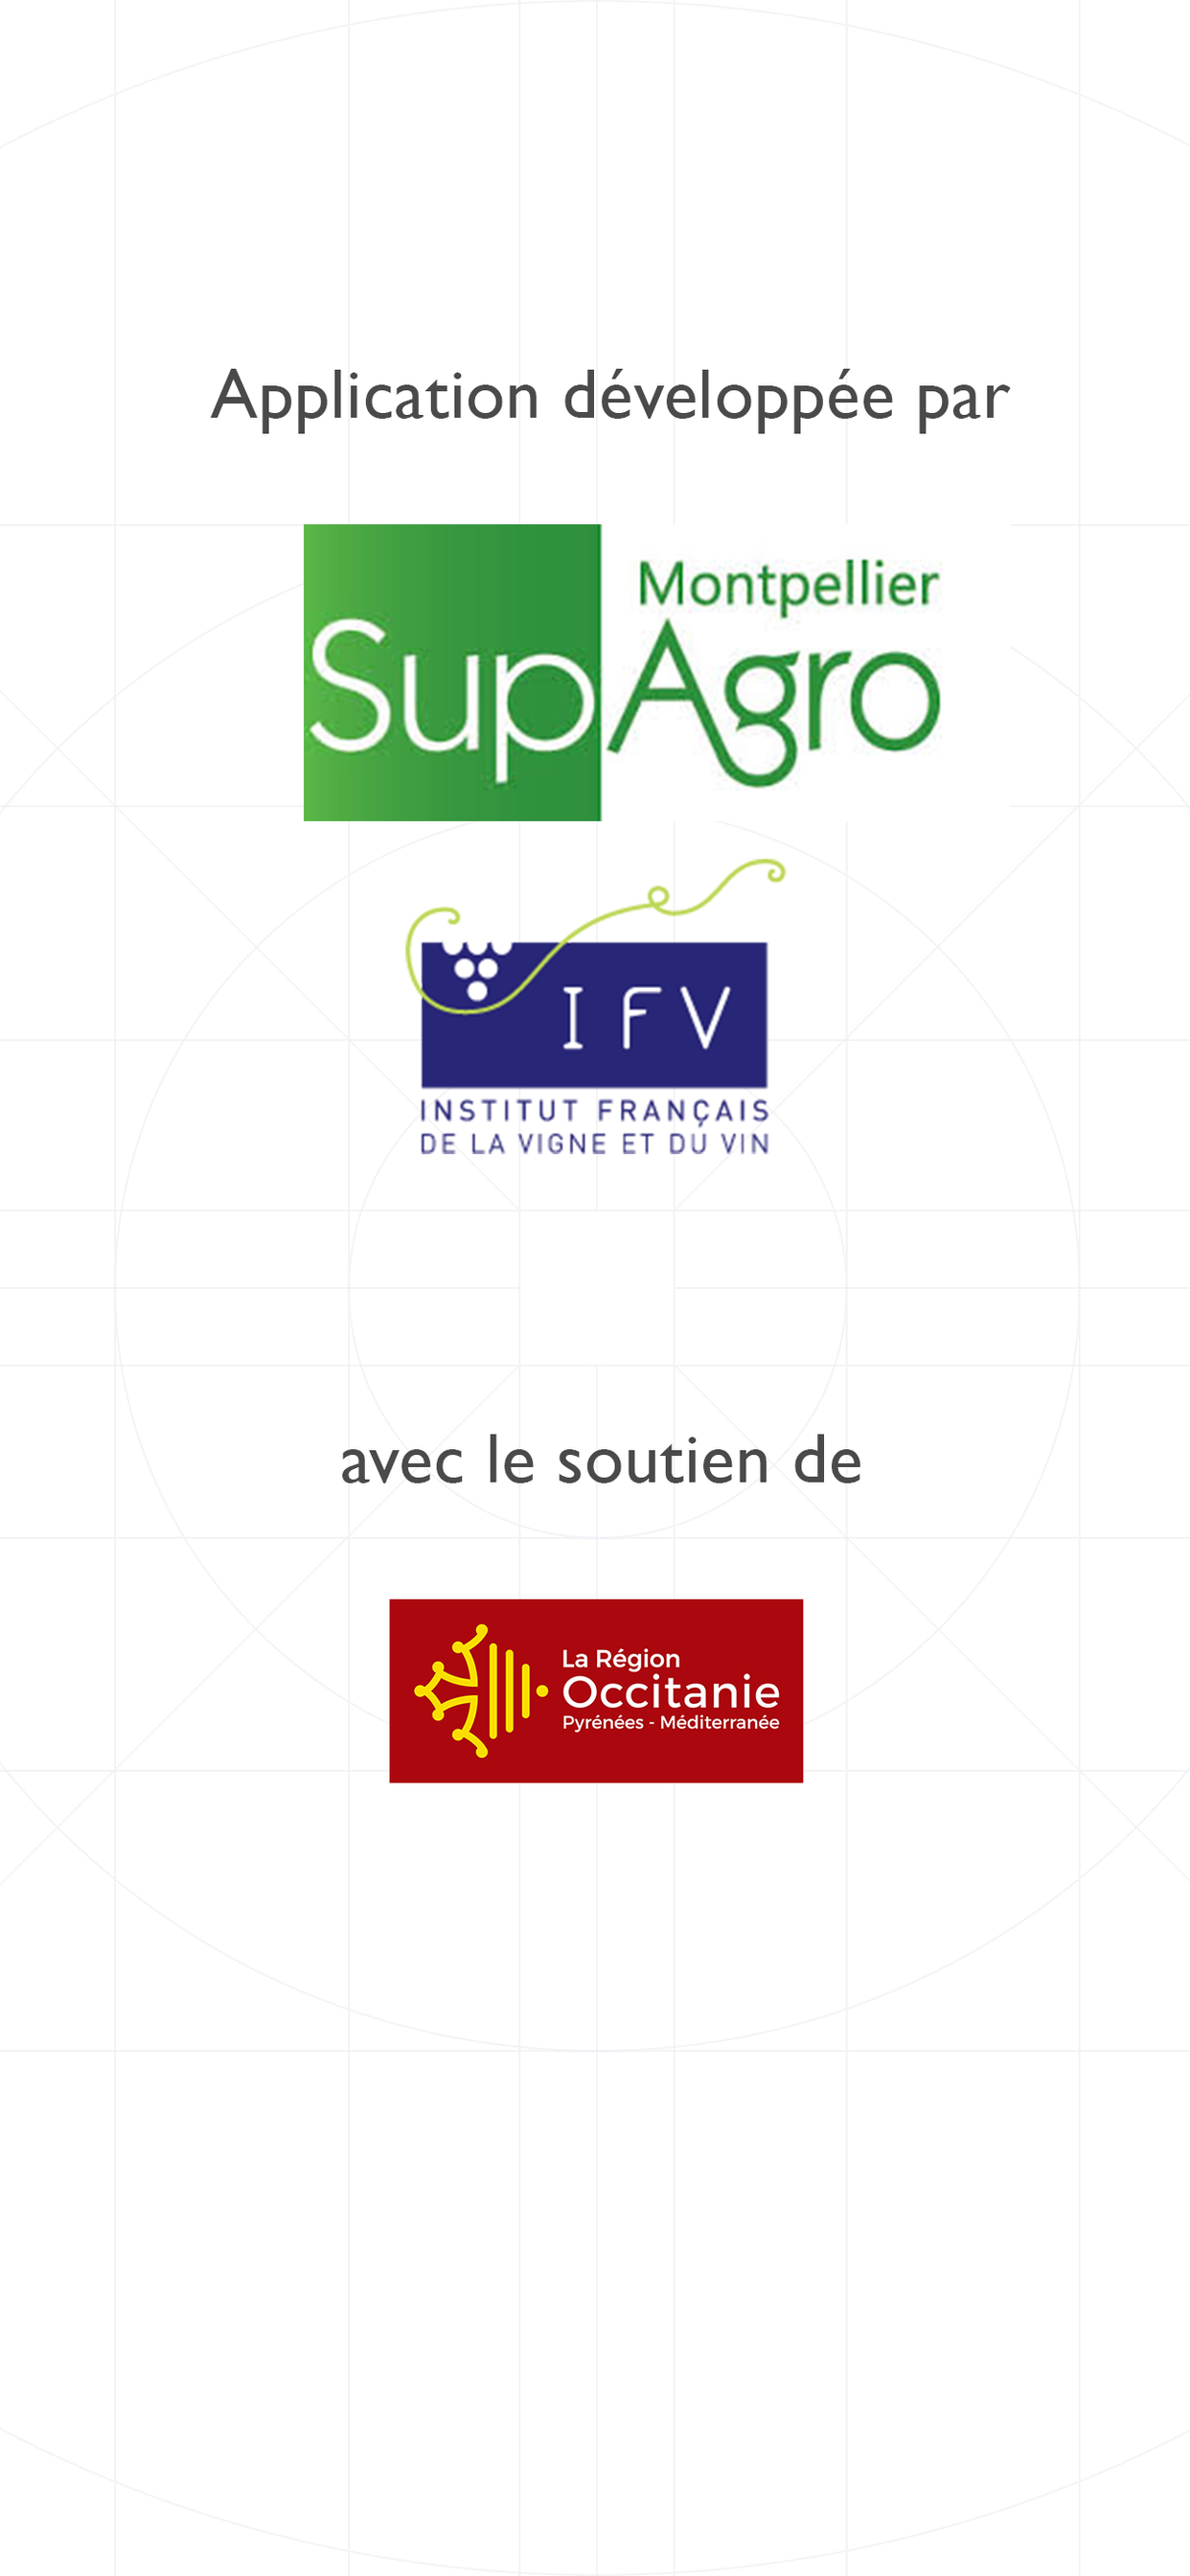 Application développée par
Montpellier
SupAgro
IFV
INSTITUT FRANÇAIS
DE LA VIGNE ET DU VIN
avec le soutien de
La Région
Occitanie
Pyrénées - Méditerranée